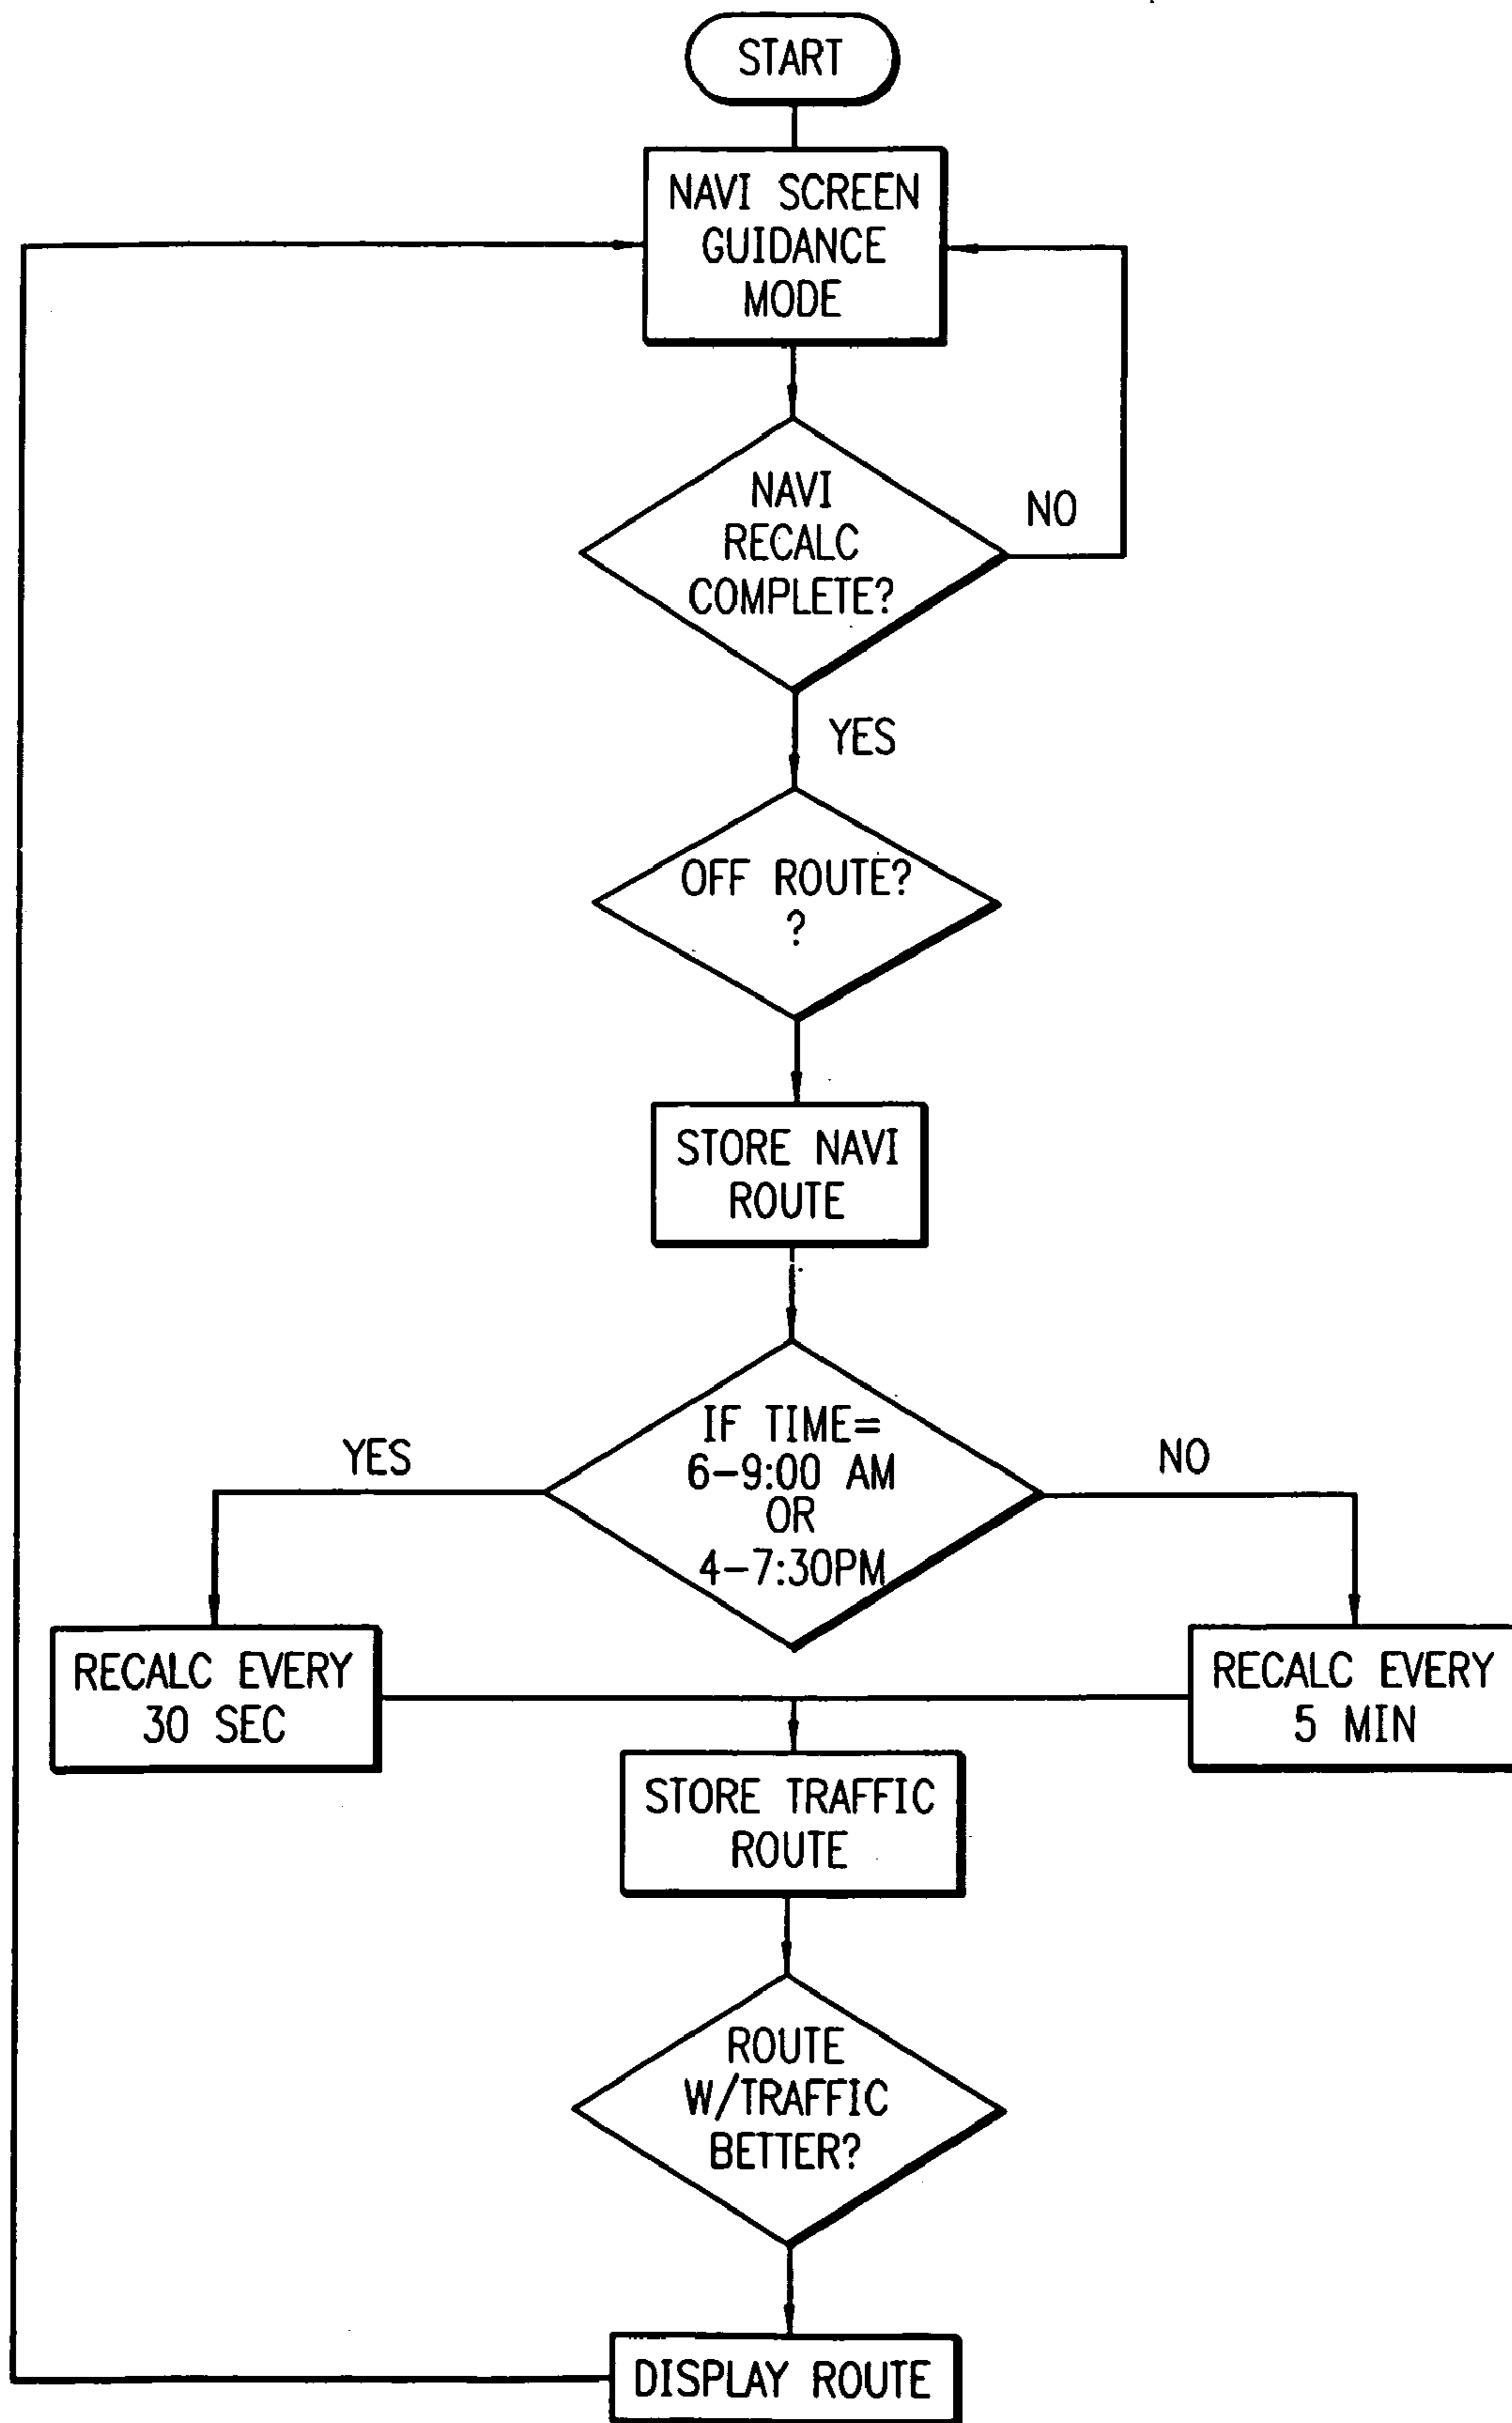 START
NAVI SCREEN
GUIDANCE
MODE
NAVI
RECALC
COMPLETE?
NO
YES
OFF ROUTE?
?
STORE NAVI
ROUTE
IF TIME=
6-9:00 AM
OR
4-7:30PM
YES
NO
RECALC EVERY
30 SEC
RECALC EVERY
5 MIN
STORE TRAFFIC
ROUTE
ROUTE
W/TRAFFIC
BETTER?
DISPLAY ROUTE